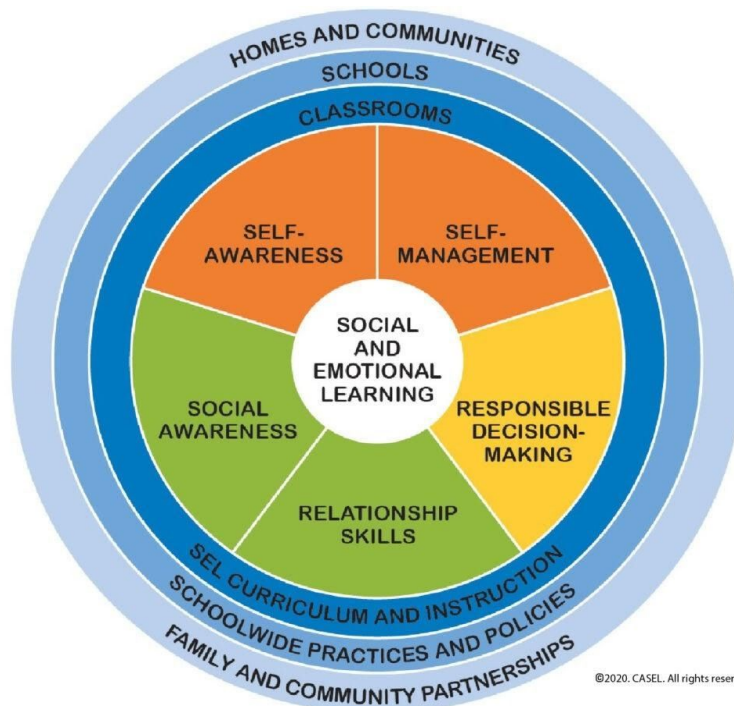 HOMES AND COMMUNITIES
SCHOOLS
CLASSROOMS
SELF-
AWARENESS
SELF-
MANAGEMENT
SOCIAL
AND
EMOTIONAL
LEARNING
SOCIAL
AWARENESS
RESPONSIBLE
DECISION-
MAKING
RELATIONSHIP
SKILLS
SEL CURRICULUM AND INSTRUCTION
SCHOOLWIDE PRACTICES AND POLICIES
FAMILY AND COMMUNITY PARTNERSHIPS
©2020. CASEL. All rights reser